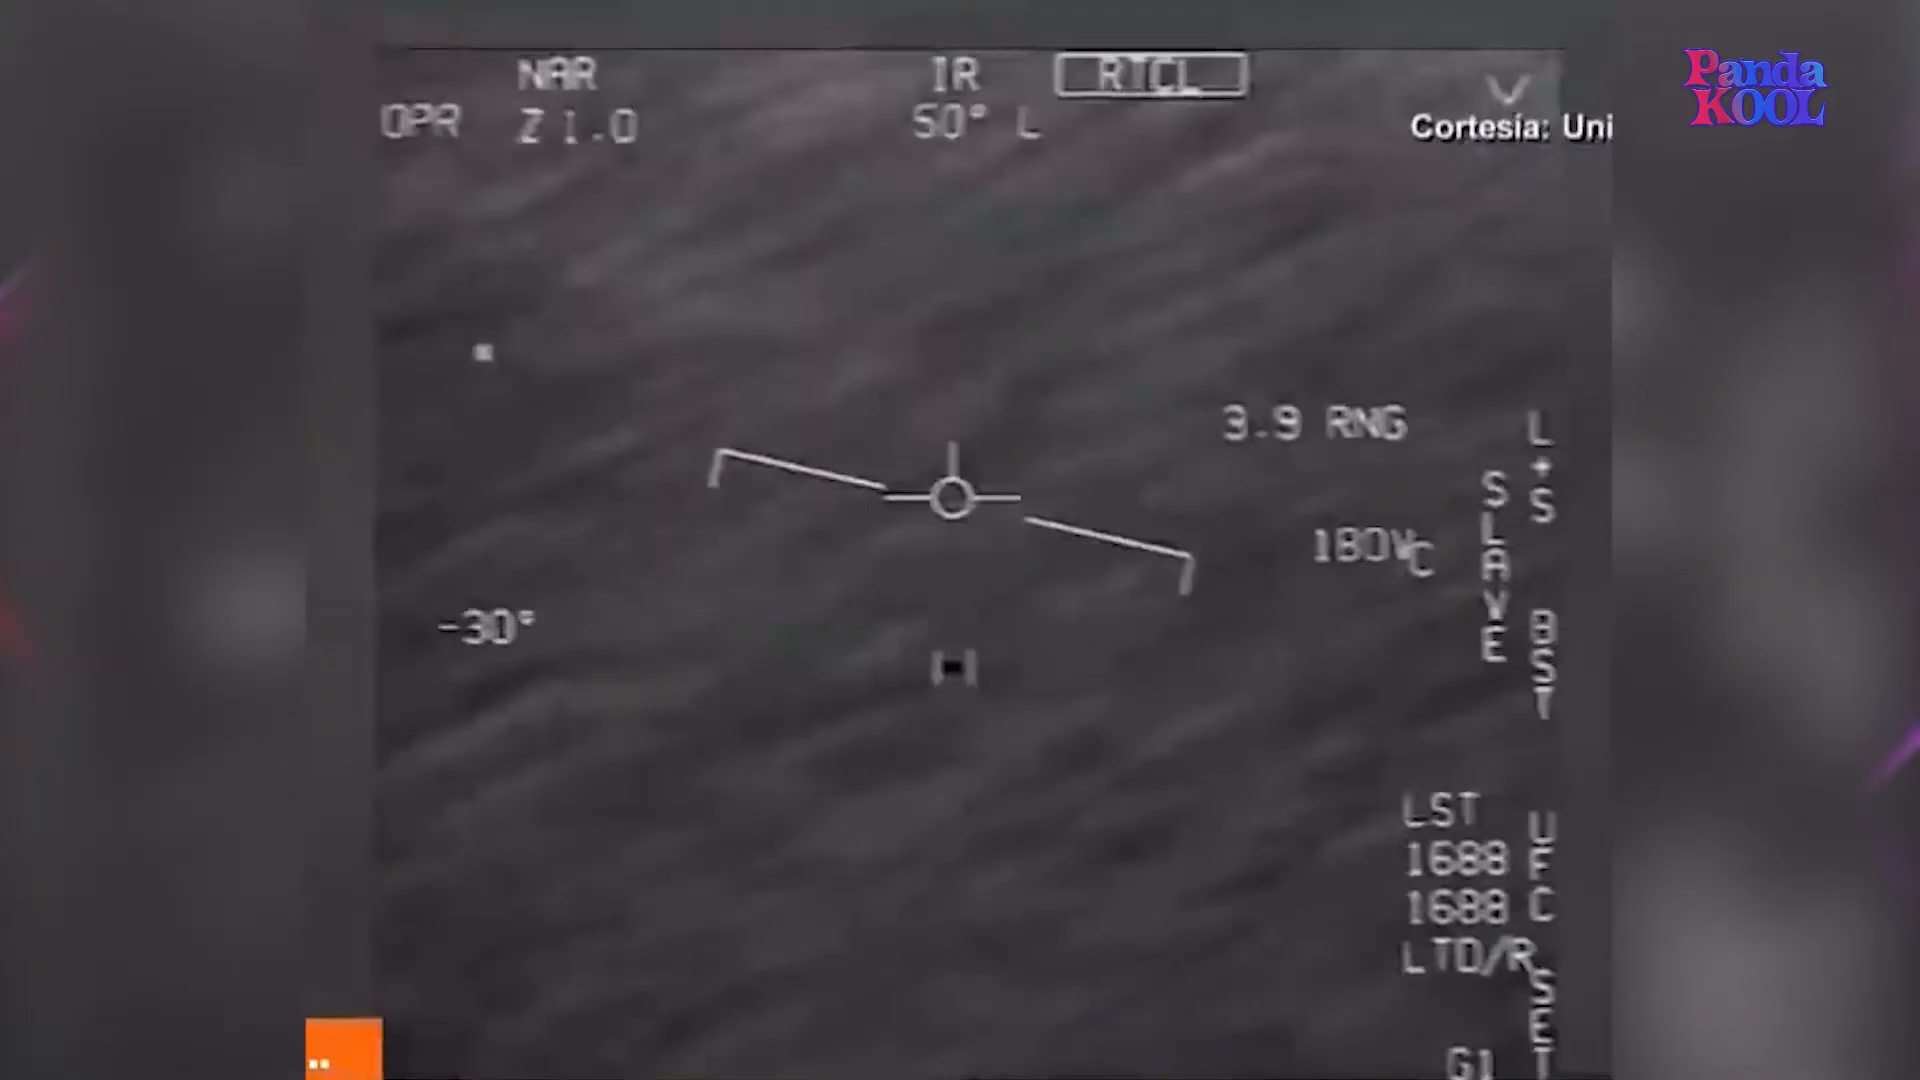 NAR
IR
RTCL
OPR
Z 1.0
50° L
Cortesía: Uni
Panda
KOOL
3.9 RNG
180Vc
-30°
SLAVE
L+S
BST
LST
1688
1688
LTD/R
UFC
SET
G1